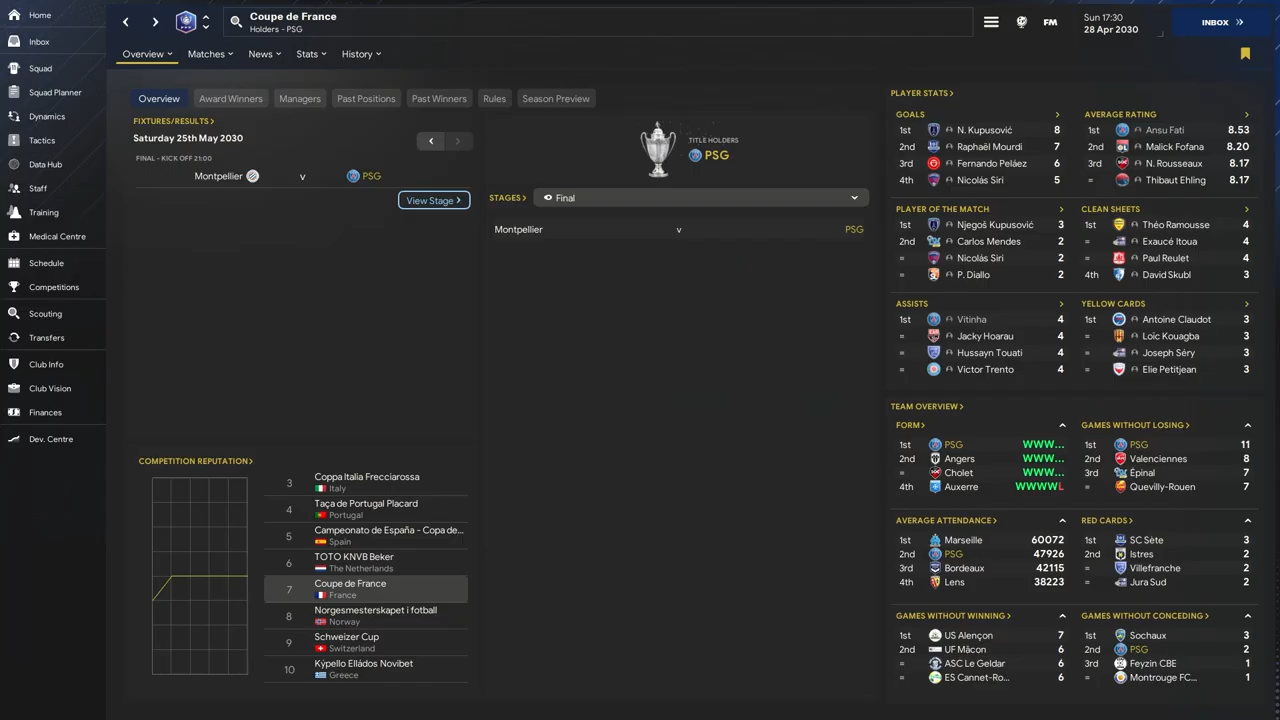 Home
Inbox
Squad
Squad Planner
Dynamics
Tactics
Data Hub
Staff
Training
Medical Centre
Schedule
Competitions
Scouting
Transfers
Club Info
Club Vision
Finances
Dev. Centre
Coupe de France
Holders - PSG
FM
Sun 17:30
28 Apr 2030
INBOX
Overview
Matches
News
Stats
History
Overview
Award Winners
Managers
Past Positions
Past Winners
Rules
Season Preview
FIXTURES/RESULTS
Saturday 25th May 2030
FINAL - KICK OFF 21:00
Montpellier v PSG
View Stage
TITLE HOLDERS
PSG
STAGES Final
Montpellier v PSG
COMPETITION REPUTATION
3 Coppa Italia Frecciarossa
Italy
4 Taça de Portugal Placard
Portugal
5 Campeonato de España - Copa de...
Spain
6 TOTO KNVB Beker
The Netherlands
7 Coupe de France
France
8 Norgesmesterskapet i fotball
Norway
9 Schweizer Cup
Switzerland
10 Kýpello Elládos Novibet
Greece
PLAYER STATS
GOALS
1st N. Kupusović 8
2nd Raphaël Mourdi 7
3rd Fernando Peláez 6
4th Nicolás Siri 5
AVERAGE RATING
1st Ansu Fati 8.53
2nd Malick Fofana 8.20
3rd N. Rousseaux 8.17
= Thibaut Ehling 8.17
PLAYER OF THE MATCH
1st Njegoš Kupusović 3
2nd Carlos Mendes 2
= Nicolás Siri 2
= P. Diallo 2
CLEAN SHEETS
1st Théo Ramousse 4
= Exaucé Itoua 4
= Paul Reulet 4
4th David Skubl 3
ASSISTS
1st Vitinha 4
= Jacky Hoarau 4
= Hussayn Touati 4
= Victor Trento 4
YELLOW CARDS
1st Antoine Claudot 3
= Loïc Kouagba 3
= Joseph Séry 3
= Elie Petitjean 3
TEAM OVERVIEW
FORM
1st PSG WWW...
2nd Angers WWW...
= Cholet WWW...
4th Auxerre WWWWL
GAMES WITHOUT LOSING
1st PSG 11
2nd Valenciennes 8
3rd Épinal 7
= Quevilly-Rouen 7
AVERAGE ATTENDANCE
1st Marseille 60072
2nd PSG 47926
3rd Bordeaux 42115
4th Lens 38223
RED CARDS
1st SC Sète 3
2nd Istres 2
= Villefranche 2
= Jura Sud 2
GAMES WITHOUT WINNING
1st US Alençon 7
2nd UF Mâcon 6
= ASC Le Geldar 6
= ES Cannet-Ro... 6
GAMES WITHOUT CONCEDING
1st Sochaux 3
2nd PSG 2
3rd Feyzin CBE 1
= Montrouge FC... 1